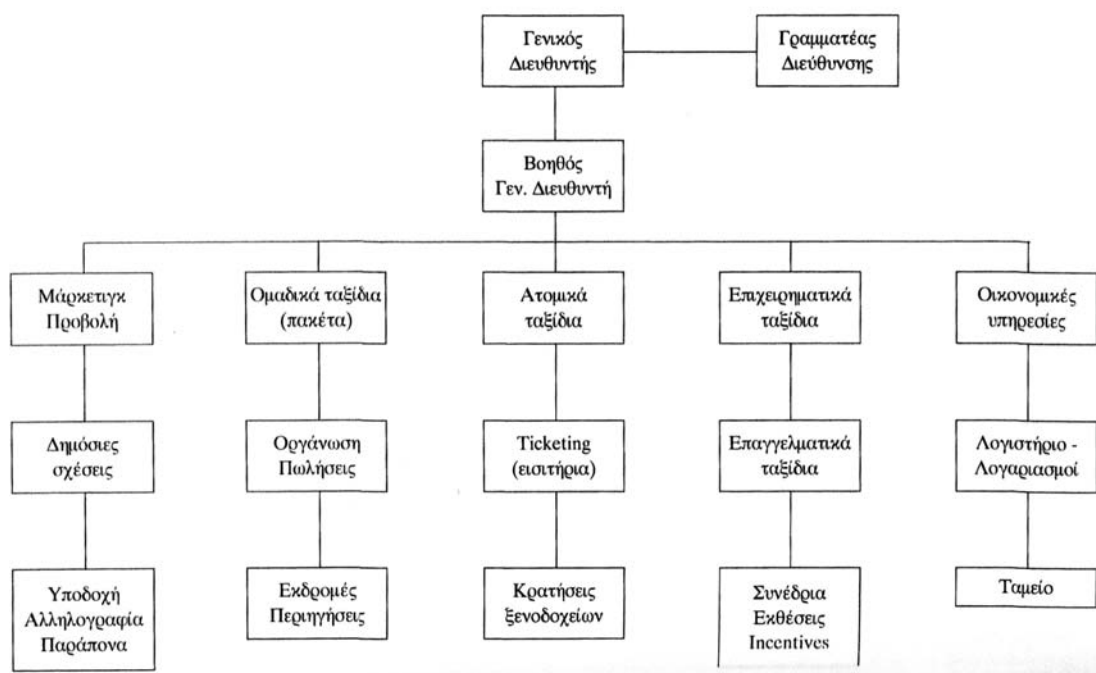 Γενικός
Διευθυντής
Γραμματέας
Διεύθυνσης
Βοηθός
Γεν. Διευθυντή
Μάρκετιγκ
Προβολή
Ομαδικά ταξίδια
(πακέτα)
Ατομικά
ταξίδια
Επιχειρηματικά
ταξίδια
Οικονομικές
υπηρεσίες
Δημόσιες
σχέσεις
Οργάνωση
Πωλήσεις
Ticketing
(εισιτήρια)
Επαγγελματικά
ταξίδια
Λογιστήριο -
Λογαριασμοί
Υποδοχή
Αλληλογραφία
Παράπονα
Εκδρομές
Περιηγήσεις
Κρατήσεις
ξενοδοχείων
Συνέδρια
Εκθέσεις
Incentives
Ταμείο